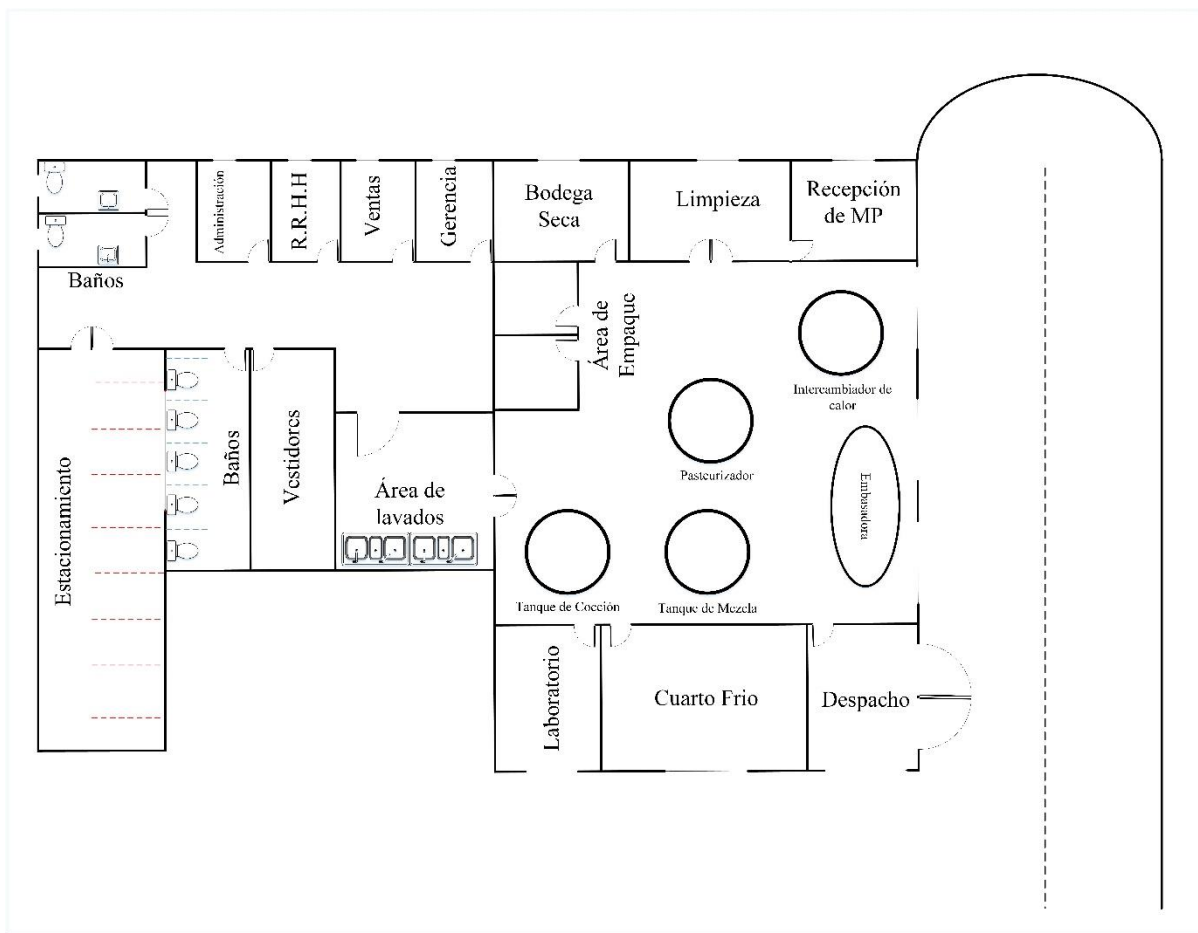 Administración
R.R.H.H
Ventas
Gerencia
Bodega
Seca
Limpieza
Recepción
de MP
Baños
Área de
Empaque
Intercambiador de
calor
Pasteurizador
Embasadora
Estacionamiento
Baños
Vestidores
Área de
lavados
Tanque de Cocción
Tanque de Mezcla
Laboratorio
Cuarto Frio
Despacho